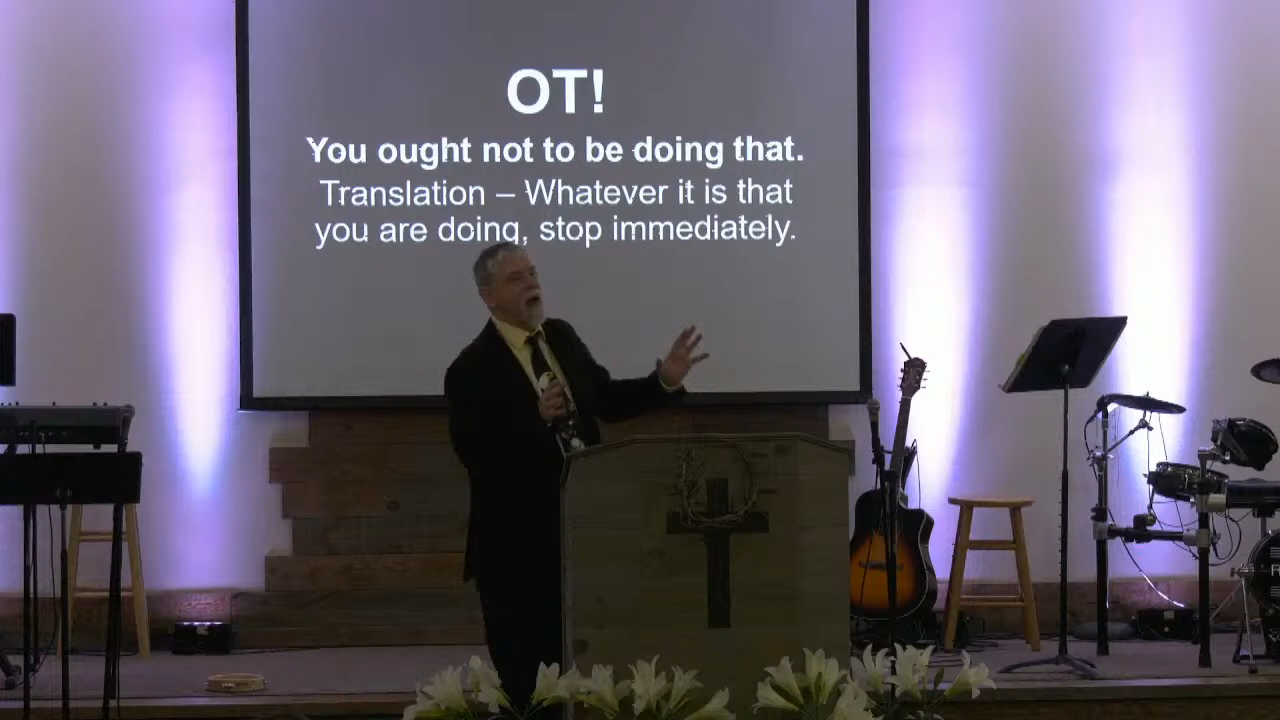 OT!
You ought not to be doing that.
Translation – Whatever it is that
you are doing, stop immediately.